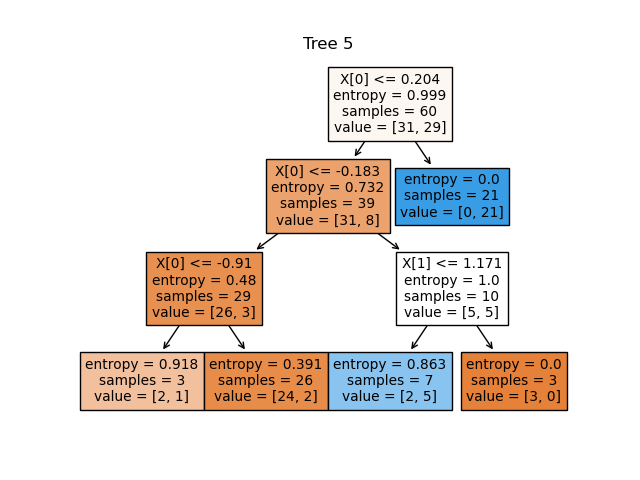 Tree 5
X[0] <= 0.204
entropy = 0.999
samples = 60
value = [31, 29]
X[0] <= -0.183
entropy = 0.732
samples = 39
value = [31, 8]
entropy = 0.0
samples = 21
value = [0, 21]
X[0] <= -0.91
entropy = 0.48
samples = 29
value = [26, 3]
X[1] <= 1.171
entropy = 1.0
samples = 10
value = [5, 5]
entropy = 0.918
samples = 3
value = [2, 1]
entropy = 0.391
samples = 26
value = [24, 2]
entropy = 0.863
samples = 7
value = [2, 5]
entropy = 0.0
samples = 3
value = [3, 0]